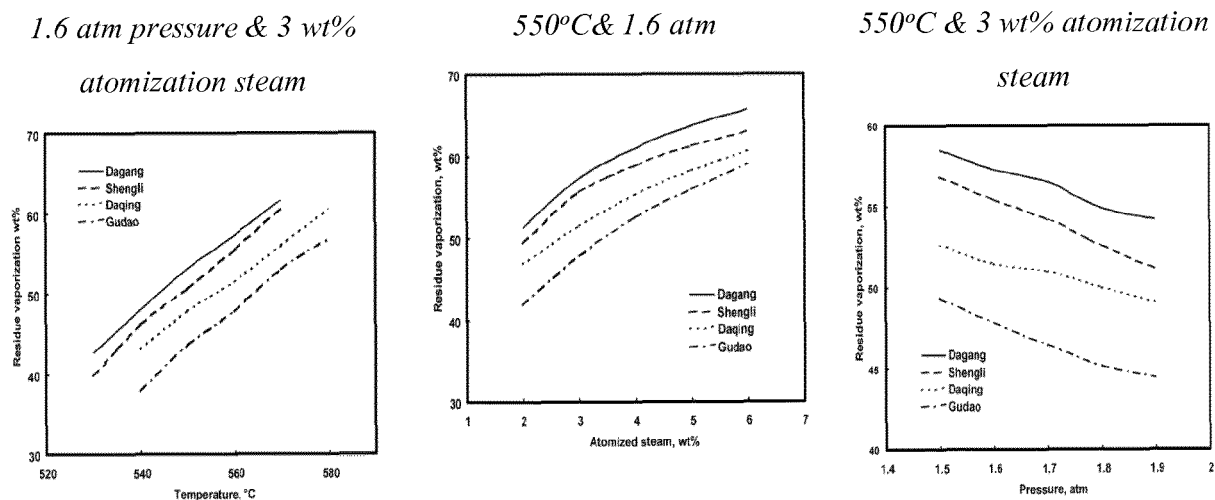 1.6 atm pressure & 3 wt%
atomization steam
70
60
50
40
30
520
540
560
580
Residue vaporization wt%
Temperature, °C
Dagang
Shengli
Daqing
Gudao
550°C& 1.6 atm
70
60
50
40
30
1
2
3
4
5
6
7
Residue vaporization, wt%
Atomized steam, wt%
Dagang
Shengli
Daqing
Gudao
550°C & 3 wt% atomization
steam
60
55
50
45
40
1.4
1.5
1.6
1.7
1.8
1.9
2
Residue vaporization, wt%
Pressure, atm
Dagang
Shengli
Daqing
Gudao